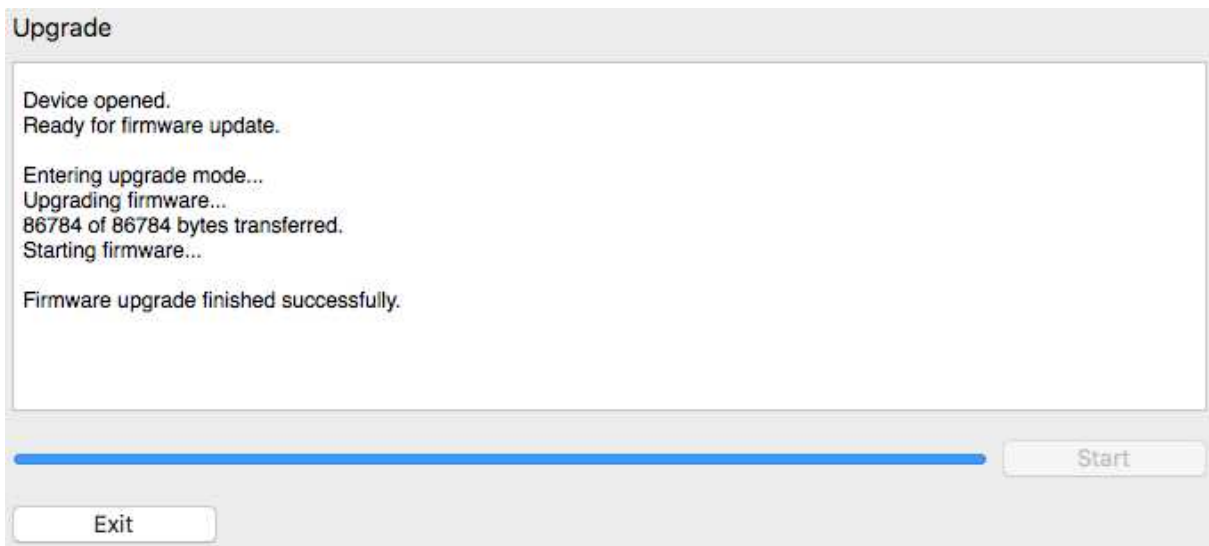 Upgrade
Device opened.
Ready for firmware update.
Entering upgrade mode...
Upgrading firmware...
86784 of 86784 bytes transferred.
Starting firmware...
Firmware upgrade finished successfully.
Start
Exit